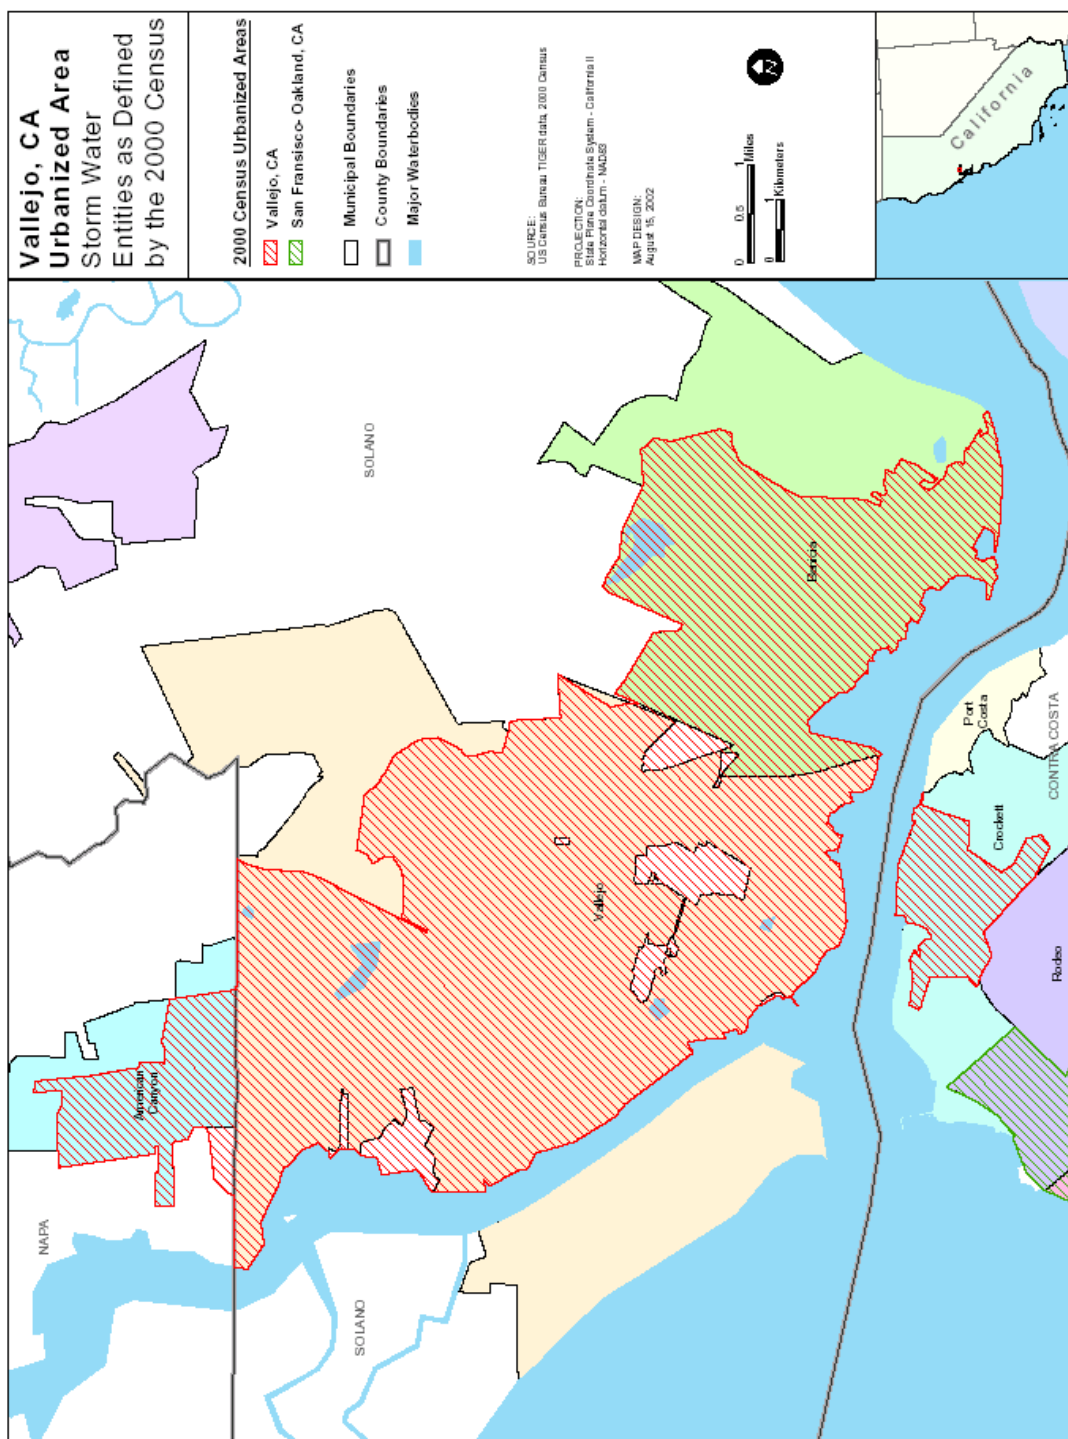 Vallejo, CA
Urbanized Area
Storm Water
Entities as Defined
by the 2000 Census
2000 Census Urbanized Areas
Vallejo, CA
San Fransisco- Oakland, CA
Municipal Boundaries
County Boundaries
Major Waterbodies
SOURCE:
US Census Bureau TIGER data, 2000 Census
PROJECTION:
State Plane Coordinate System - California II
Horizontal datum - NAD83
MAP DESIGN:
August 15, 2002
0 0.5 1
Miles
0 1
Kilometers
N
California
NAPA
American
Canyon
SOLANO
SOLANO
Vallejo
Benicia
Port
Costa
Crockett
CONTRA COSTA
Rodeo